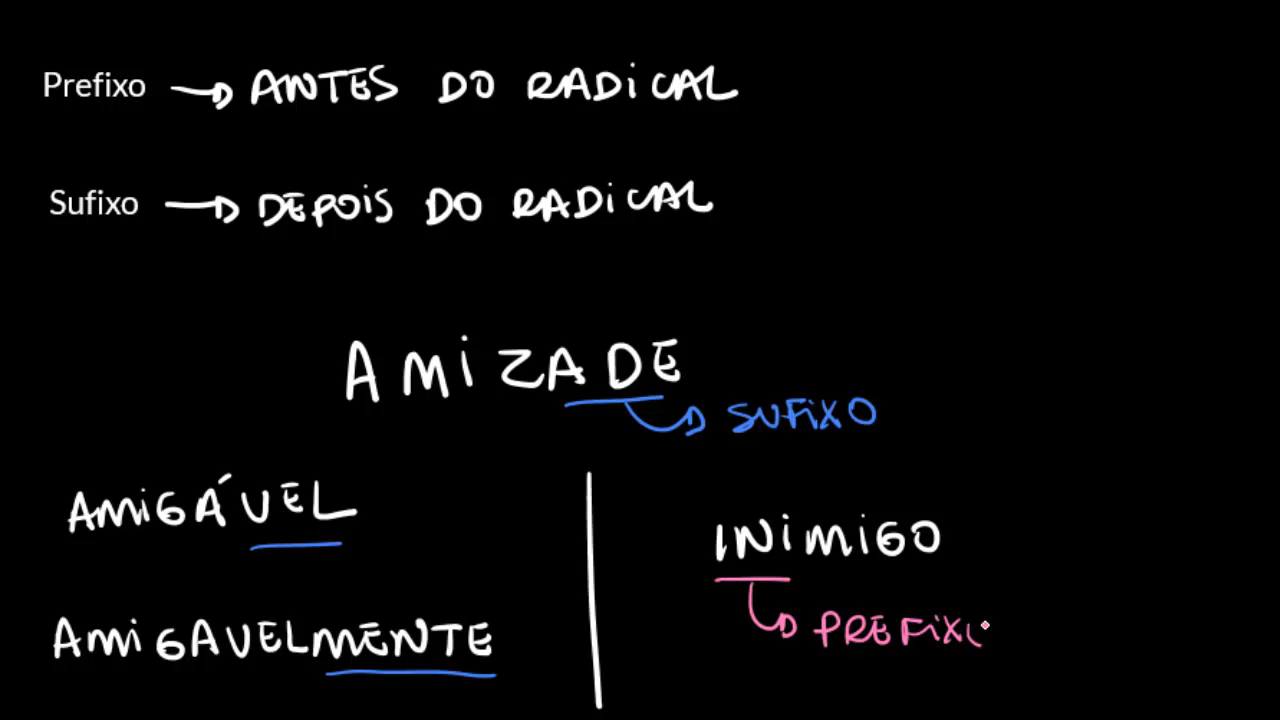 Prefixo → ANTES DO RADICAL
Sufixo → DEPOIS DO RADICAL
AMIZADE
→ SUFIXO
AMIGÁVEL
INIMIGO
→ PREFIXO
AMIGAVELMENTE